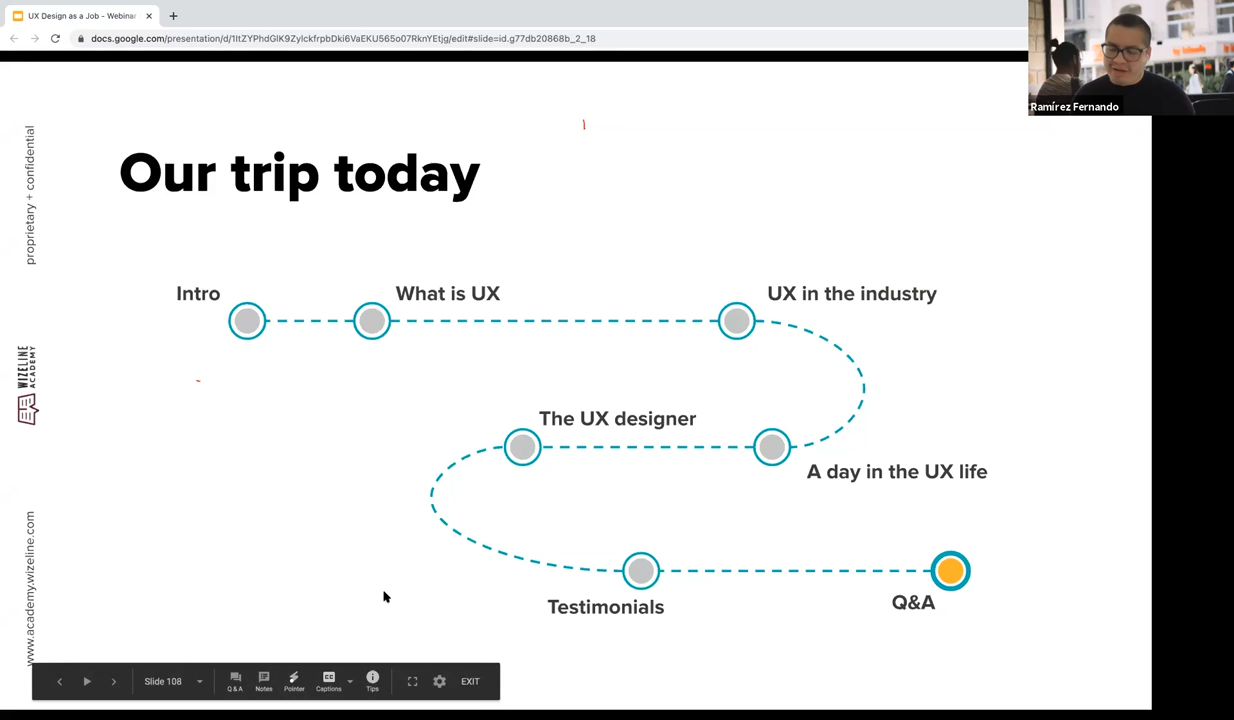 UX Design as a Job - Webinar
docs.google.com/presentation/d/1ItZYPhdGlK9ZylckfrpbDki6VaEKU565o07RknYEtjg/edit#slide=id.g77db20868b_2_18
Ramírez Fernando
proprietary + confidential
Our trip today
Intro
What is UX
UX in the industry
WIZELINE
ACADEMY
The UX designer
A day in the UX life
Testimonials
Q&A
www.academy.wizeline.com
Slide 108
Q & A
Notes
Pointer
CC
Captions
Tips
EXIT